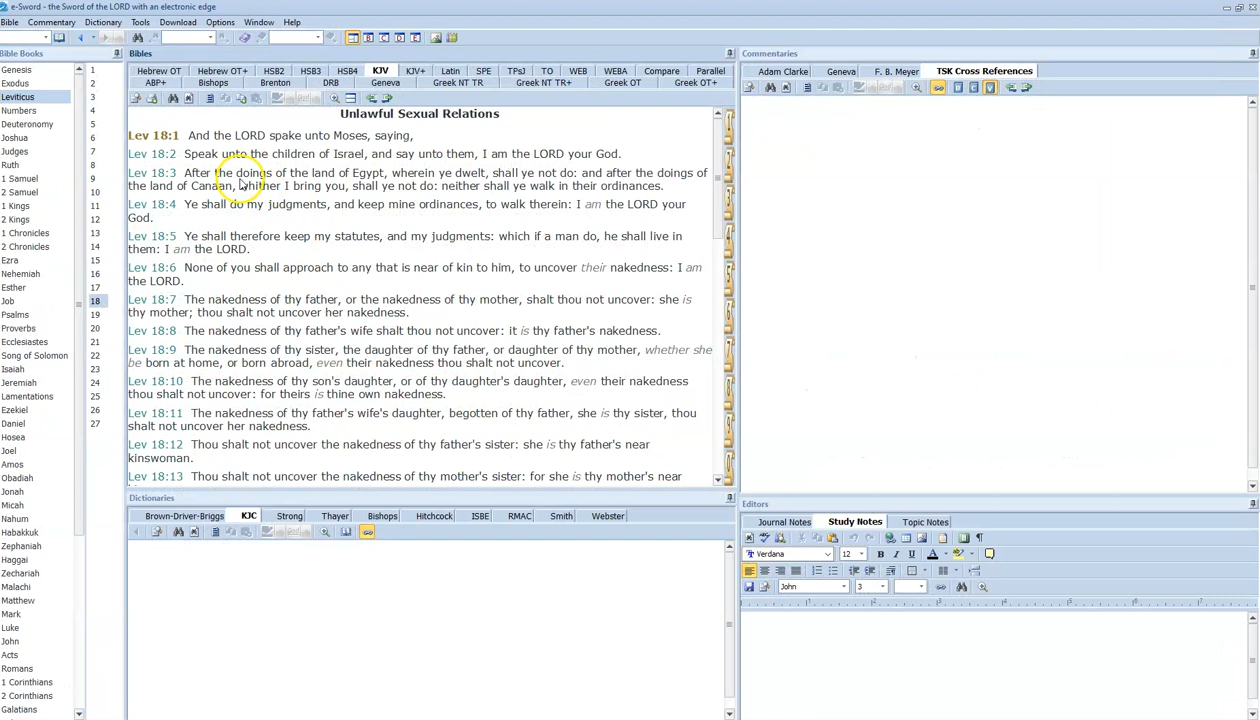 e-Sword - the Sword of the LORD with an electronic edge
Bible Commentary Dictionary Tools Download Options Window Help
Bible Books
Genesis
Exodus
Leviticus
Numbers
Deuteronomy
Joshua
Judges
Ruth
1 Samuel
2 Samuel
1 Kings
2 Kings
1 Chronicles
2 Chronicles
Ezra
Nehemiah
Esther
Job
Psalms
Proverbs
Ecclesiastes
Song of Solomon
Isaiah
Jeremiah
Lamentations
Ezekiel
Daniel
Hosea
Joel
Amos
Obadiah
Jonah
Micah
Nahum
Habakkuk
Zephaniah
Haggai
Zechariah
Malachi
Matthew
Mark
Luke
John
Acts
Romans
1 Corinthians
2 Corinthians
Galatians
1
2
3
4
5
6
7
8
9
10
11
12
13
14
15
16
17
18
19
20
21
22
23
24
25
26
27
Bibles
Hebrew OT Hebrew OT+ HSB2 HSB3 HSB4 KJV KJV+ Latin SPE TPsJ TO WEB WEBA Compare Parallel
ABP+ Bishops Brenton DRB Geneva Greek NT TR Greek NT TR+ Greek OT Greek OT+
Unlawful Sexual Relations
Lev 18:1 And the LORD spake unto Moses, saying,
Lev 18:2 Speak unto the children of Israel, and say unto them, I am the LORD your God.
Lev 18:3 After the doings of the land of Egypt, wherein ye dwelt, shall ye not do: and after the doings of
the land of Canaan, whither I bring you, shall ye not do: neither shall ye walk in their ordinances.
Lev 18:4 Ye shall do my judgments, and keep mine ordinances, to walk therein: I am the LORD your
God.
Lev 18:5 Ye shall therefore keep my statutes, and my judgments: which if a man do, he shall live in
them: I am the LORD.
Lev 18:6 None of you shall approach to any that is near of kin to him, to uncover their nakedness: I am
the LORD.
Lev 18:7 The nakedness of thy father, or the nakedness of thy mother, shalt thou not uncover: she is
thy mother; thou shalt not uncover her nakedness.
Lev 18:8 The nakedness of thy father's wife shalt thou not uncover: it is thy father's nakedness.
Lev 18:9 The nakedness of thy sister, the daughter of thy father, or daughter of thy mother, whether she
be born at home, or born abroad, even their nakedness thou shalt not uncover.
Lev 18:10 The nakedness of thy son's daughter, or of thy daughter's daughter, even their nakedness
thou shalt not uncover: for theirs is thine own nakedness.
Lev 18:11 The nakedness of thy father's wife's daughter, begotten of thy father, she is thy sister, thou
shalt not uncover her nakedness.
Lev 18:12 Thou shalt not uncover the nakedness of thy father's sister: she is thy father's near
kinswoman.
Lev 18:13 Thou shalt not uncover the nakedness of thy mother's sister: for she is thy mother's near
Dictionaries
Brown-Driver-Briggs KJC Strong Thayer Bishops Hitchcock ISBE RMAC Smith Webster
Commentaries
Adam Clarke Geneva F. B. Meyer TSK Cross References
Editors
Journal Notes Study Notes Topic Notes
Verdana 12 B I U A
John 3
1 2 3 4 5 6 7